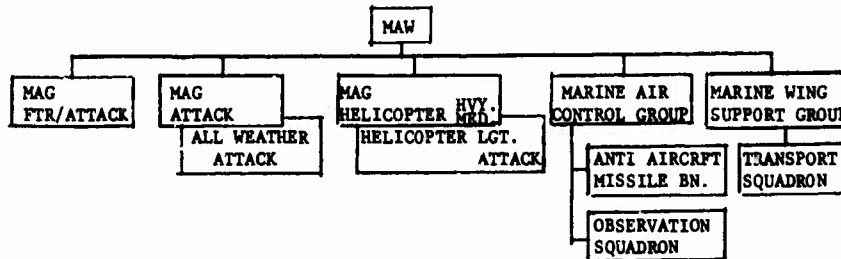 MAW
MAG
FTR/ATTACK
MAG
ATTACK
ALL WEATHER
ATTACK
MAG
HELICOPTER HVY.
MED.
HELICOPTER LGT.
ATTACK
MARINE AIR
CONTROL GROUP
ANTI AIRCRFT
MISSILE BN.
OBSERVATION
SQUADRON
MARINE WING
SUPPORT GROUP
TRANSPORT
SQUADRON